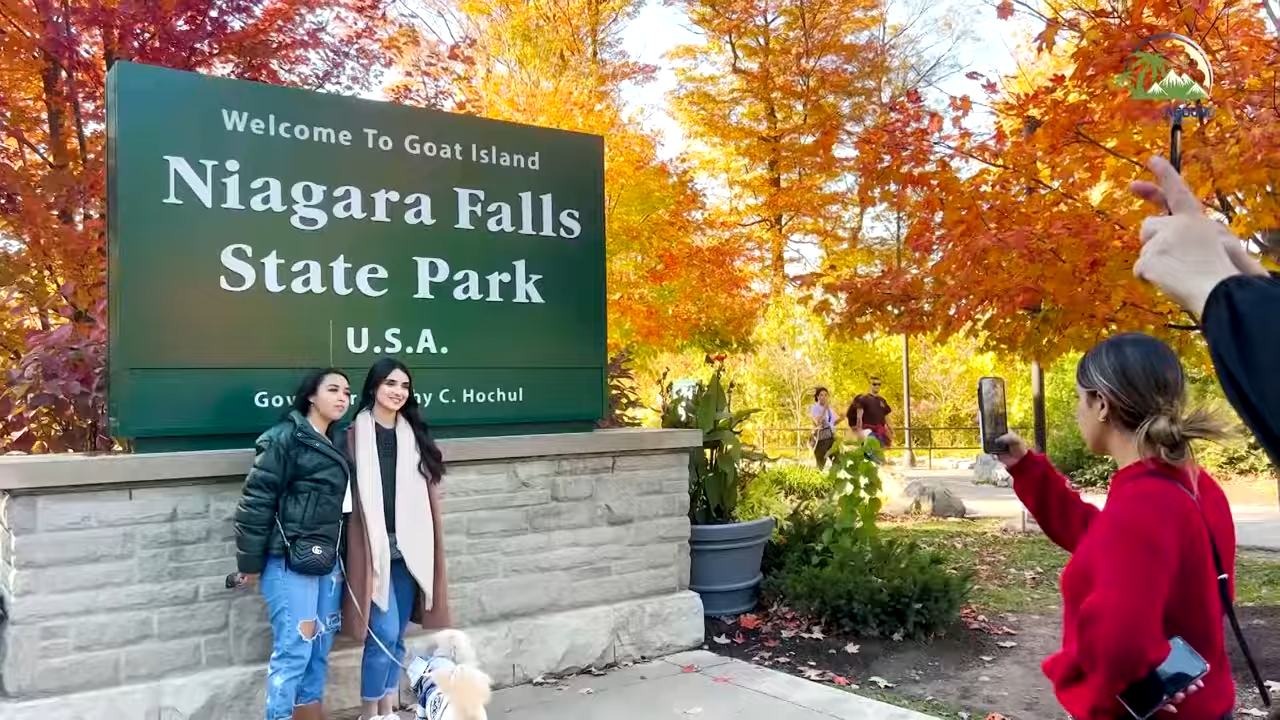 Welcome To Goat Island
Niagara Falls
State Park
U.S.A.
C. Hochul